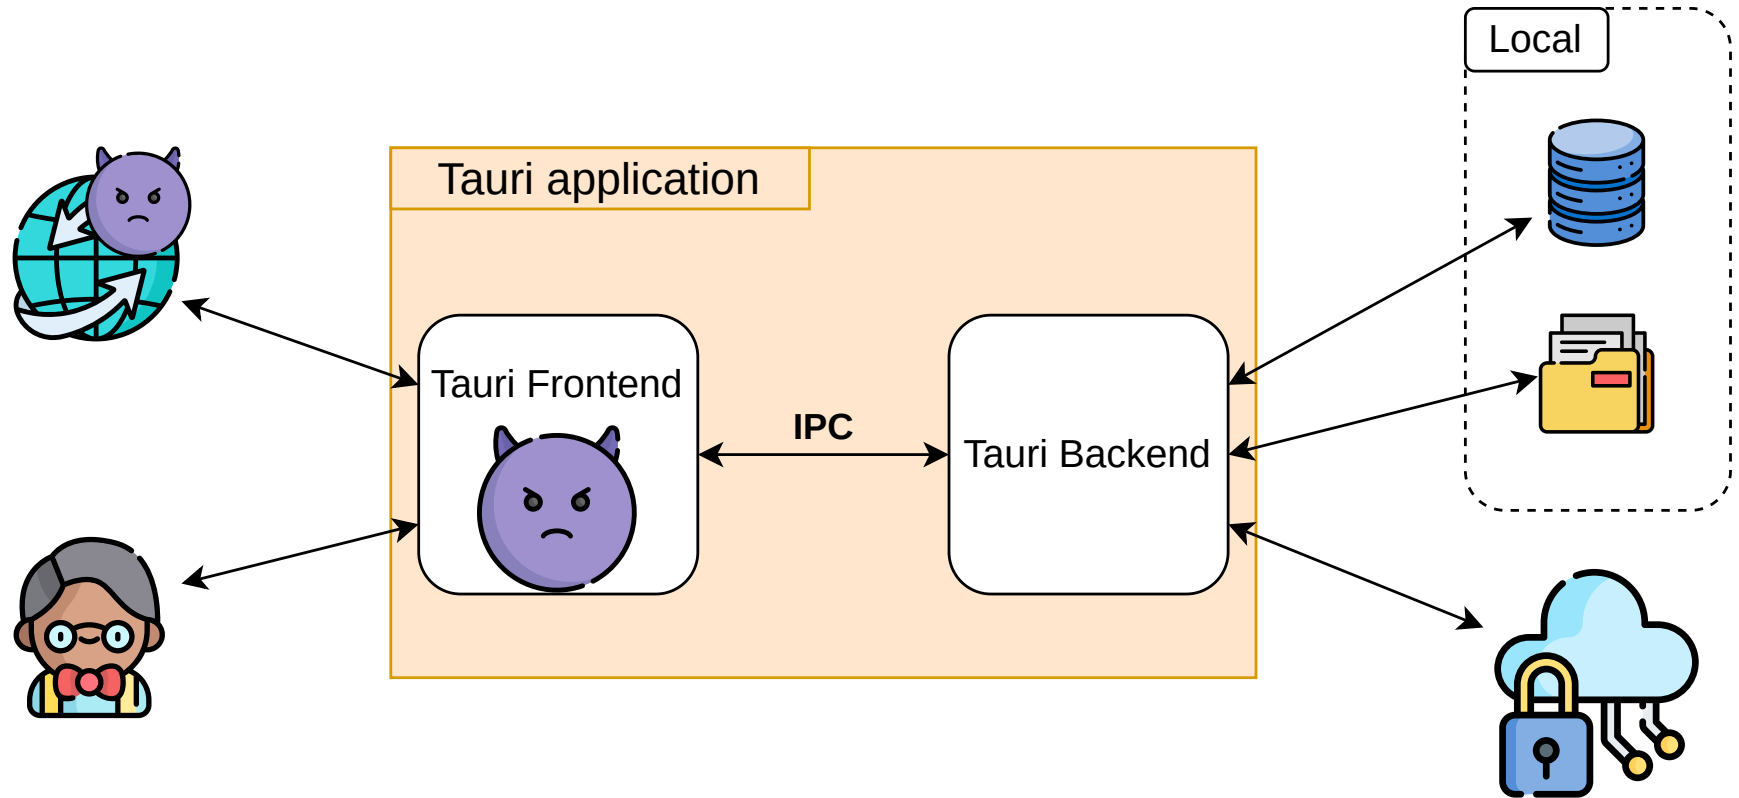 Local
Tauri application
Tauri Frontend
IPC
Tauri Backend